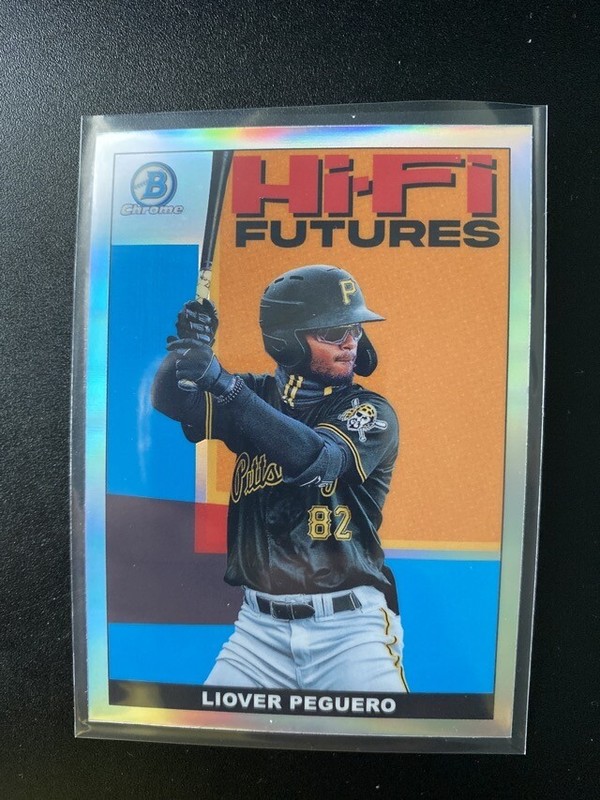 B
Chrome
Hi-Fi
FUTURES
P
Pitts
82
LIOVER PEGUERO